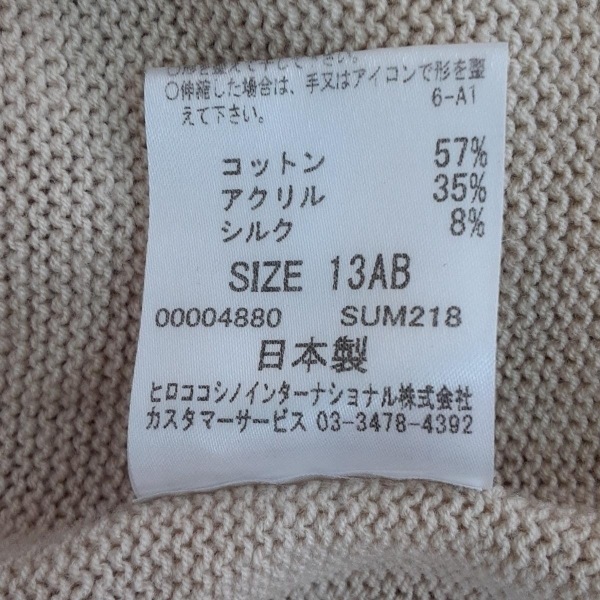 ○伸縮した場合は、手又はアイロンで形を整
えて下さい。 6-A1
コットン 57%
アクリル 35%
シルク 8%
SIZE 13AB
00004880 SUM218
日本製
ヒロココシノインターナショナル株式会社
カスタマーサービス 03-3478-4392